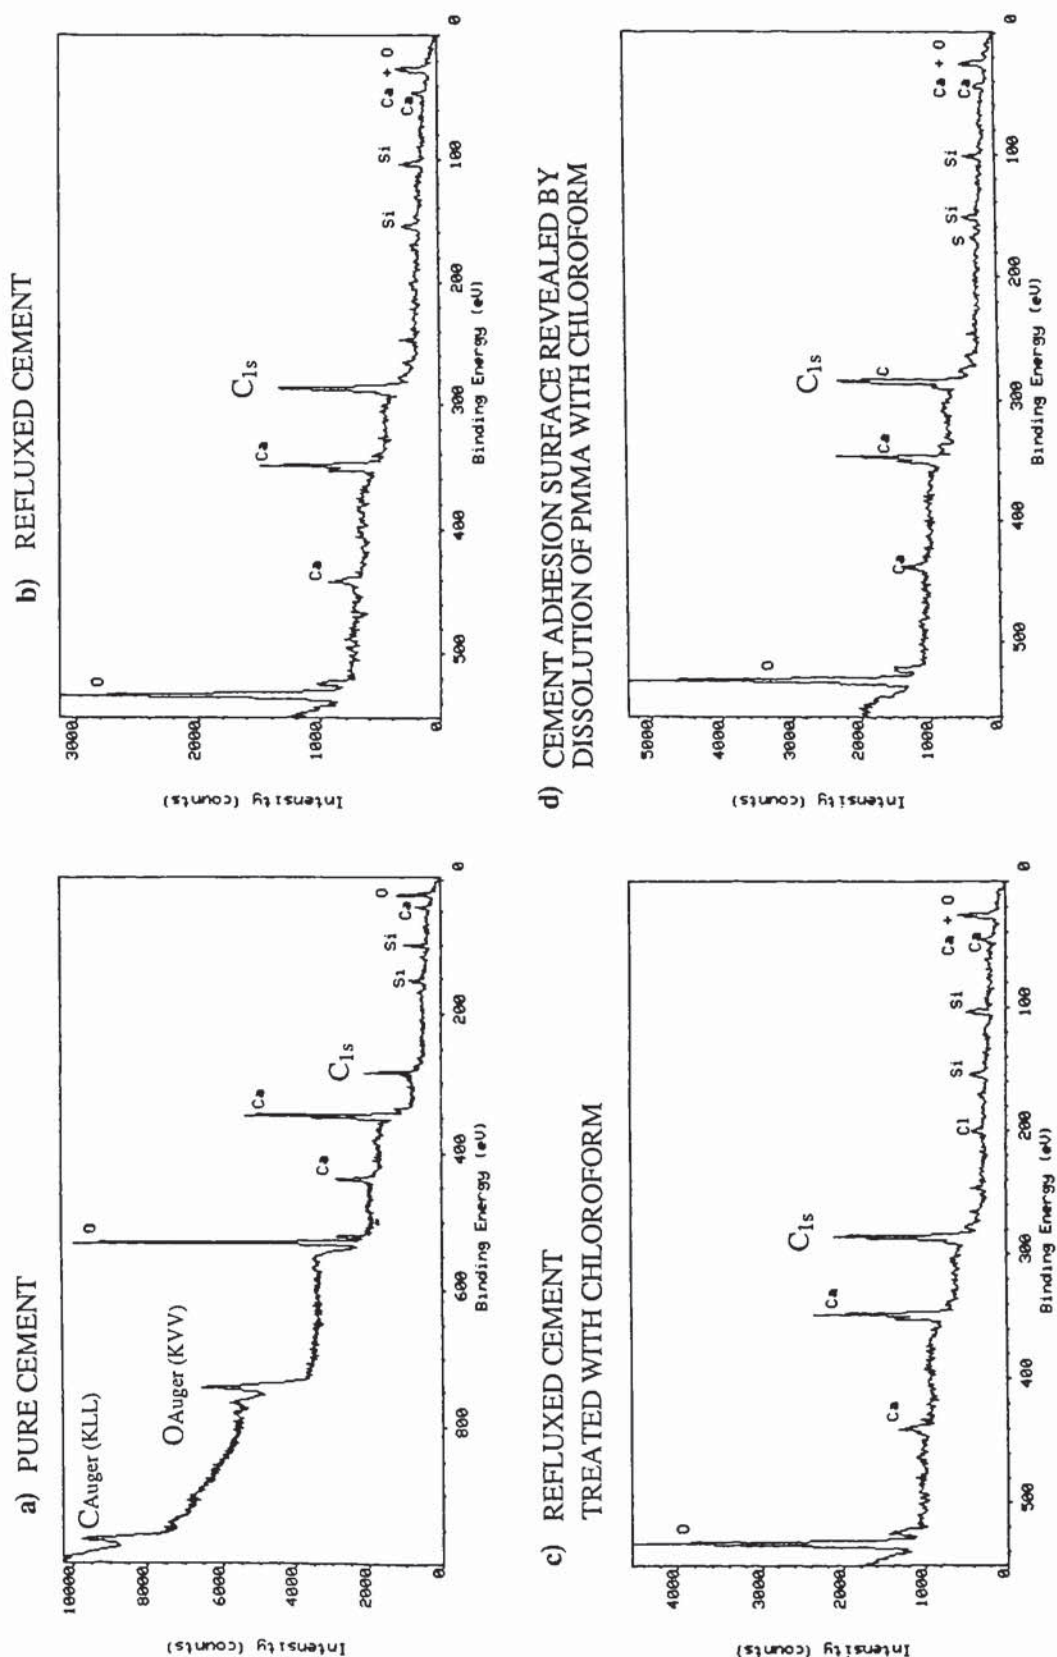 a) PURE CEMENT
10000
8000
6000
4000
2000
0
Intensity (counts)
CAuger (KLL)
OAuger (KVV)
O
Ca
Ca
C1s
Si
Si
Ca
O
800
600
400
200
0
Binding Energy (eV)
b) REFLUXED CEMENT
3000
2000
1000
0
Intensity (counts)
O
Ca
Ca
C1s
Si
Si
Ca + O
Ca
500
400
300
200
100
0
Binding Energy (eV)
c) REFLUXED CEMENT
TREATED WITH CHLOROFORM
4000
3000
2000
1000
0
Intensity (counts)
O
Ca
Ca
C1s
Cl
Si
Si
Ca + O
Ca
500
400
300
200
100
0
Binding Energy (eV)
d) CEMENT ADHESION SURFACE REVEALED BY
DISSOLUTION OF PMMA WITH CHLOROFORM
5000
4000
3000
2000
1000
0
Intensity (counts)
O
Ca
Ca
C1s
C
S
Si
Si
Ca + O
Ca
500
400
300
200
100
0
Binding Energy (eV)